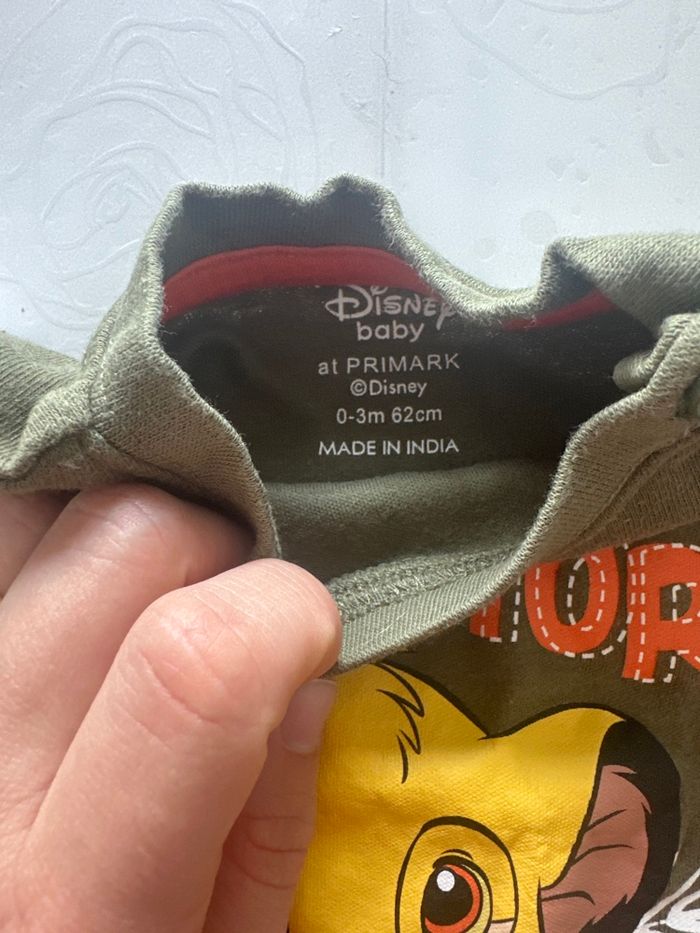 Disney
baby
at PRIMARK
©Disney
0-3m 62cm
MADE IN INDIA